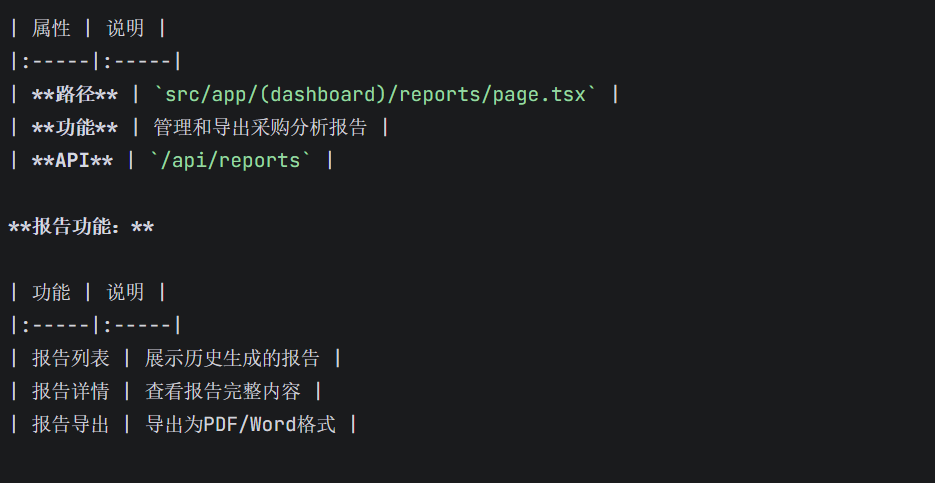 | 属性 | 说明 |
|:-----|:-----|
| **路径** | `src/app/(dashboard)/reports/page.tsx` |
| **功能** | 管理和导出采购分析报告 |
| **API** | `/api/reports` |
**报告功能：**
| 功能 | 说明 |
|:-----|:-----|
| 报告列表 | 展示历史生成的报告 |
| 报告详情 | 查看报告完整内容 |
| 报告导出 | 导出为PDF/Word格式 |